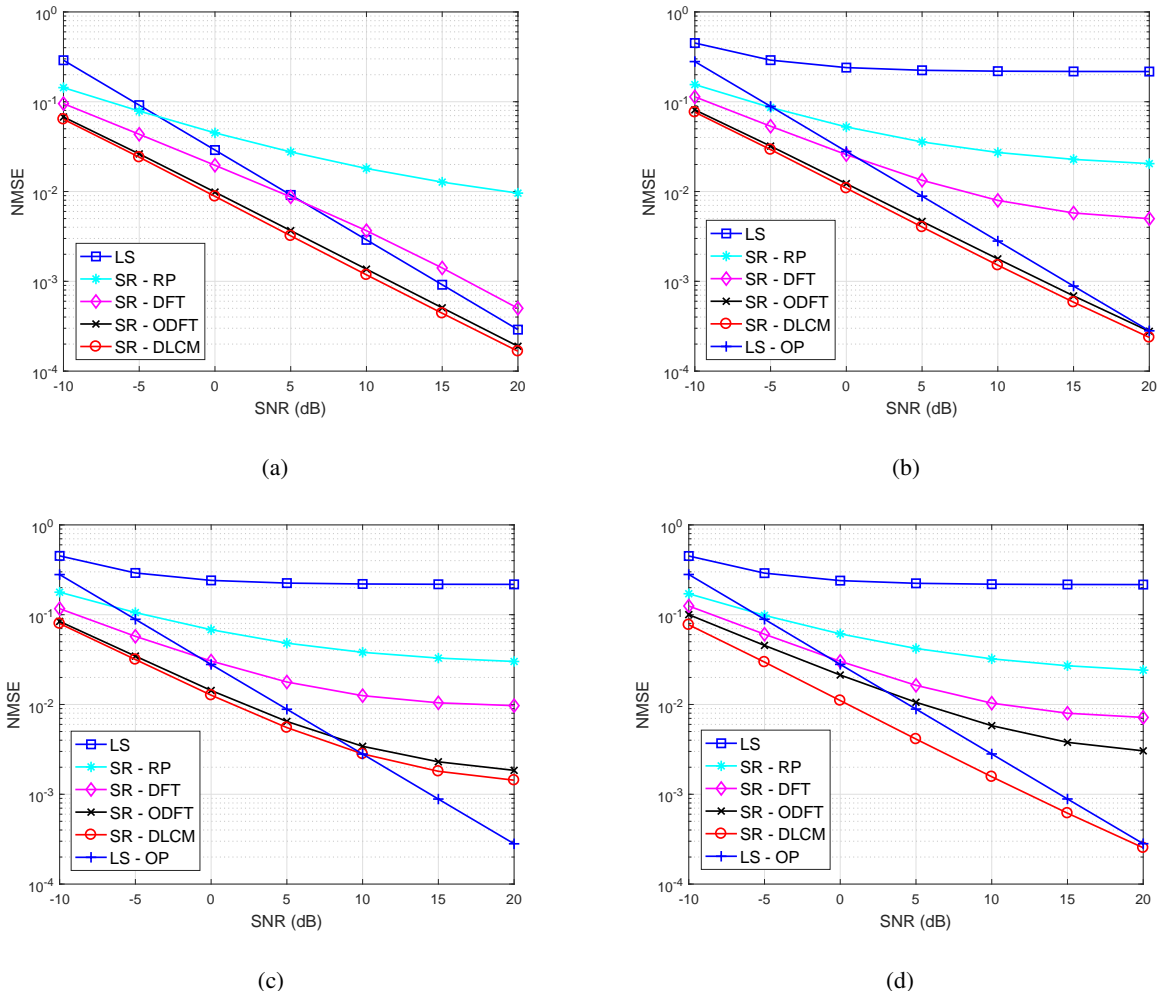 10^0
10^-1
10^-2
10^-3
10^-4
NMSE
-10 -5 0 5 10 15 20
SNR (dB)
LS
SR - RP
SR - DFT
SR - ODFT
SR - DLCM
(a)
10^0
10^-1
10^-2
10^-3
10^-4
NMSE
-10 -5 0 5 10 15 20
SNR (dB)
LS
SR - RP
SR - DFT
SR - ODFT
SR - DLCM
LS - OP
(b)
10^0
10^-1
10^-2
10^-3
10^-4
NMSE
-10 -5 0 5 10 15 20
SNR (dB)
LS
SR - RP
SR - DFT
SR - ODFT
SR - DLCM
LS - OP
(c)
10^0
10^-1
10^-2
10^-3
10^-4
NMSE
-10 -5 0 5 10 15 20
SNR (dB)
LS
SR - RP
SR - DFT
SR - ODFT
SR - DLCM
LS - OP
(d)